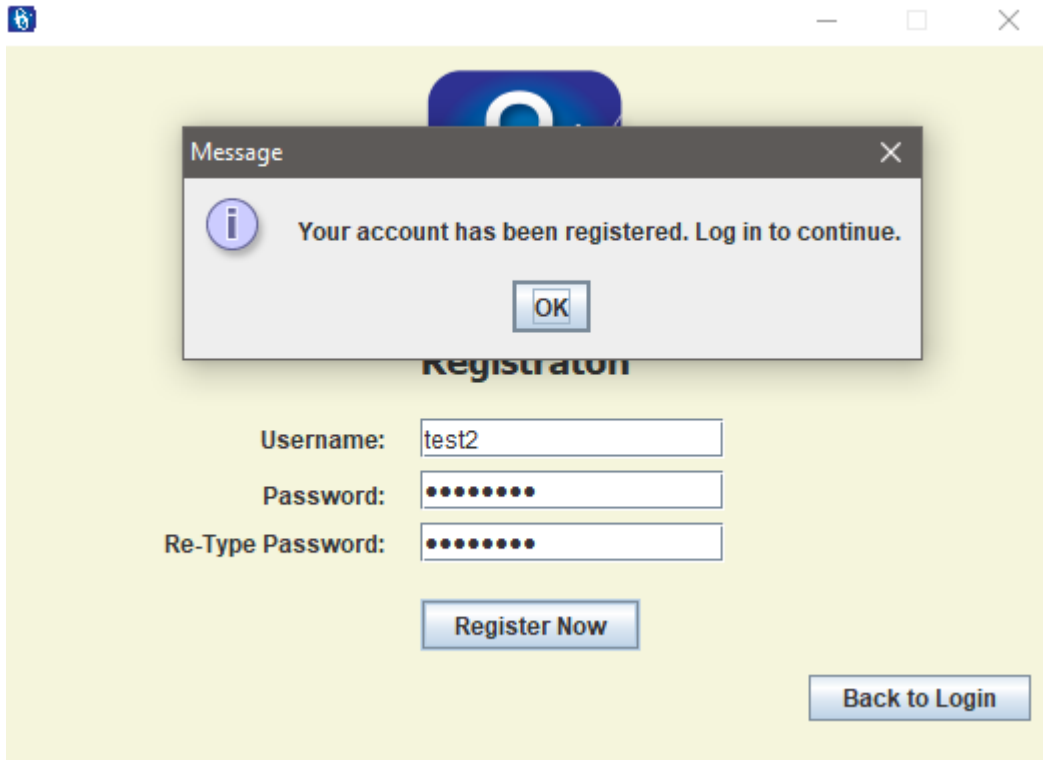 Message
Your account has been registered. Log in to continue.
OK
Registraton
Username: test2
Password: ••••••••
Re-Type Password: ••••••••
Register Now
Back to Login